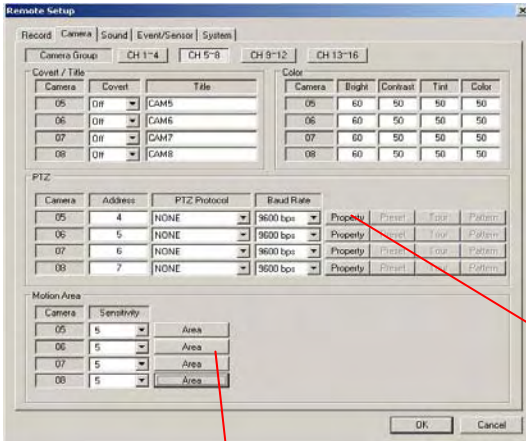 Remote Setup
Record Camera Sound Event/Sensor System
Camera Group CH 1~4 CH 5~8 CH 9~12 CH 13~16
Covert / Title
Camera Covert Title
05 Off CAM5
06 Off CAM6
07 Off CAM7
08 Off CAM8
Color
Camera Bright Contrast Tint Color
05 60 50 50 50
06 60 50 50 50
07 60 50 50 50
08 60 50 50 50
PTZ
Camera Address PTZ Protocol Baud Rate
05 4 NONE 9600 bps Property Preset Tour Pattern
06 5 NONE 9600 bps Property Preset Tour Pattern
07 6 NONE 9600 bps Property Preset Tour Pattern
08 7 NONE 9600 bps Property Preset Tour Pattern
Motion Area
Camera Sensitivity
05 5 Area
06 5 Area
07 5 Area
08 5 Area
OK Cancel